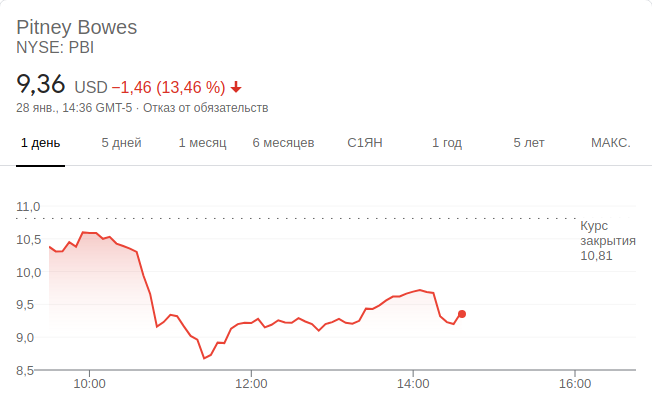 Pitney Bowes
NYSE: PBI
9,36 USD −1,46 (13,46 %)
28 янв., 14:36 GMT-5 · Отказ от обязательств
1 день 5 дней 1 месяц 6 месяцев С1ЯН 1 год 5 лет МАКС.
11,0
Курс
закрытия
10,81
10,5
10,0
9,5
9,0
8,5
10:00 12:00 14:00 16:00